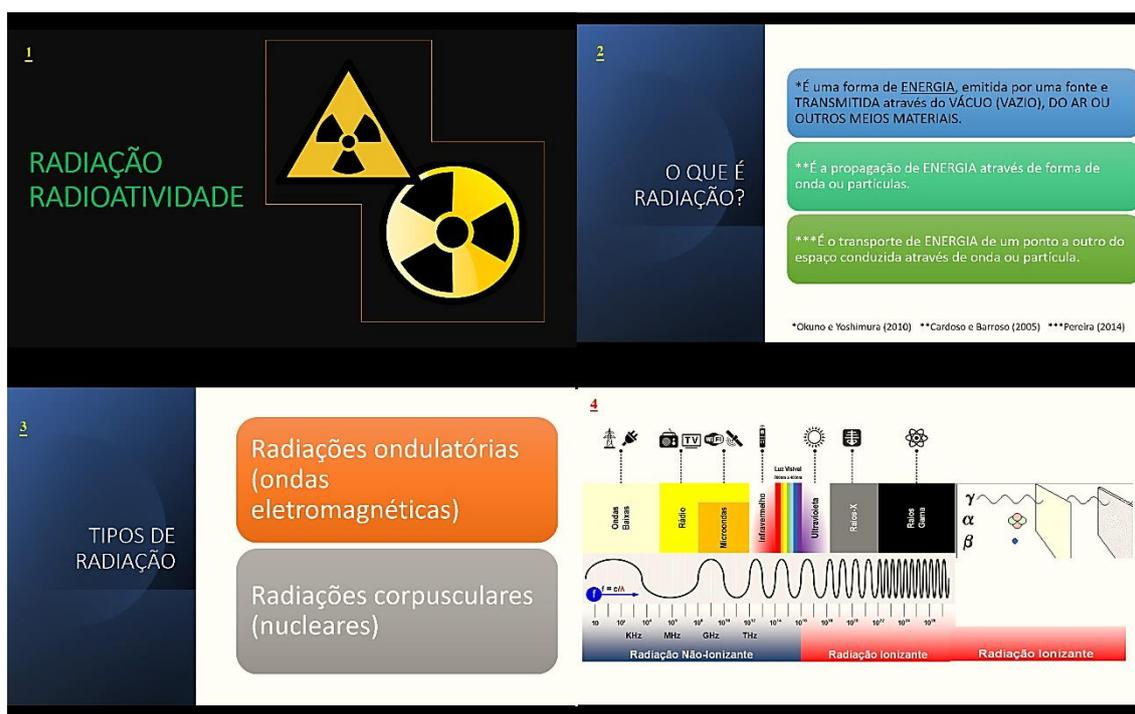 1
RADIAÇÃO
RADIOATIVIDADE
2
O QUE É
RADIAÇÃO?
*É uma forma de ENERGIA, emitida por uma fonte e
TRANSMITIDA através do VÁCUO (VAZIO), DO AR OU
OUTROS MEIOS MATERIAIS.
**É a propagação de ENERGIA através de forma de
onda ou partículas.
***É o transporte de ENERGIA de um ponto a outro do
espaço conduzida através de onda ou partícula.
*Okuno e Yoshimura (2010) **Cardoso e Barroso (2005) ***Pereira (2014)
3
TIPOS DE
RADIAÇÃO
Radiações ondulatórias
(ondas
eletromagnéticas)
Radiações corpusculares
(nucleares)
4
TV
WiFi
Luz Visível
Ondas
Baixas
Rádio
Microondas
Infravermelho
Ultravioleta
Raios-X
Raios
Gama
γ
α
β
f
f = c/λ
KHz MHz GHz THz
Radiação Não-Ionizante
Radiação Ionizante
Radiação Ionizante